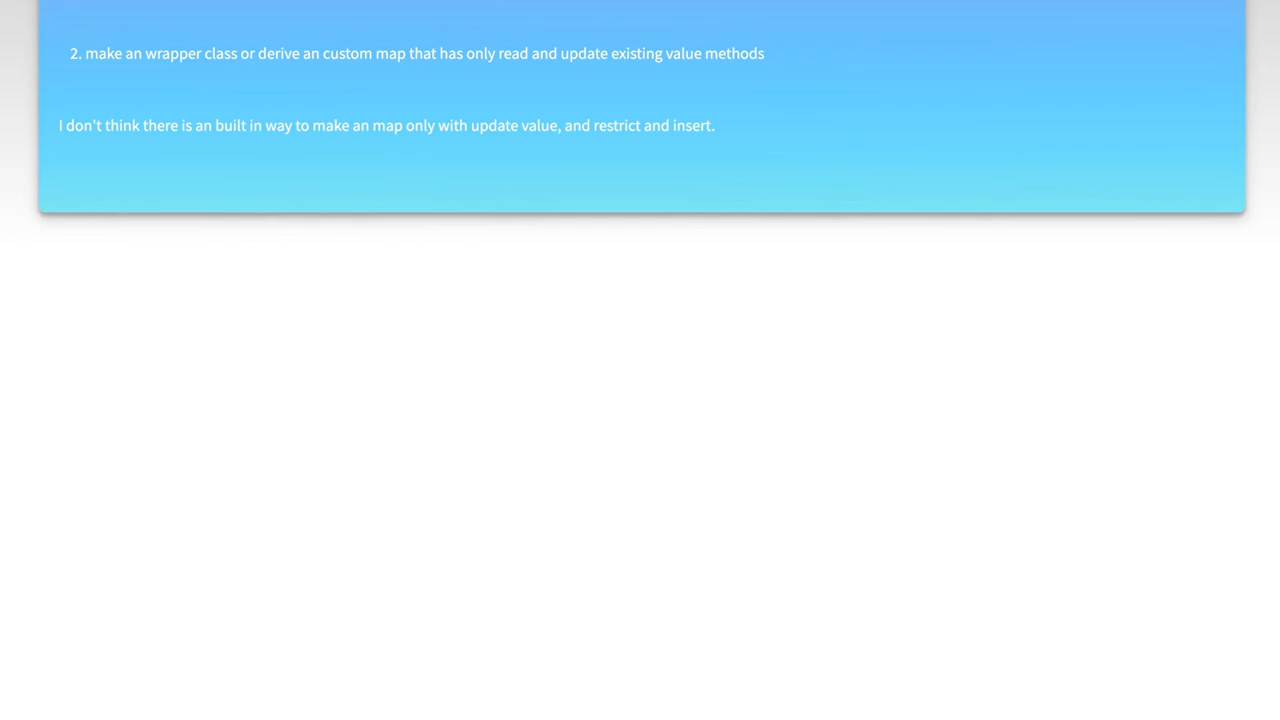 2. make an wrapper class or derive an custom map that has only read and update existing value methods
I don't think there is an built in way to make an map only with update value, and restrict and insert.